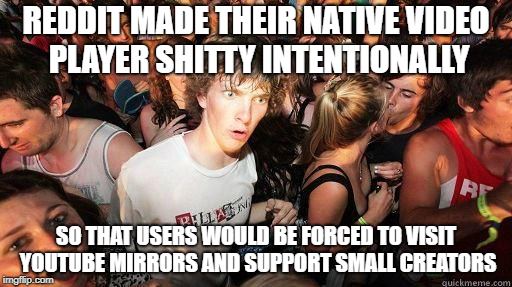 REDDIT MADE THEIR NATIVE VIDEO
PLAYER SHITTY INTENTIONALLY
SO THAT USERS WOULD BE FORCED TO VISIT
YOUTUBE MIRRORS AND SUPPORT SMALL CREATORS
imgflip.com
quickmeme.com